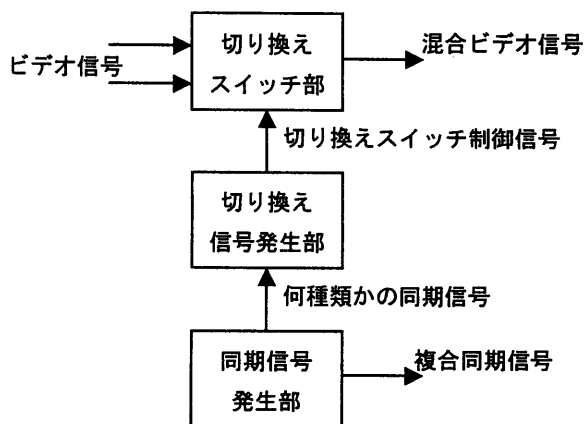 切り換え
スイッチ部
ビデオ信号
混合ビデオ信号
切り換えスイッチ制御信号
切り換え
信号発生部
何種類かの同期信号
同期信号
発生部
複合同期信号